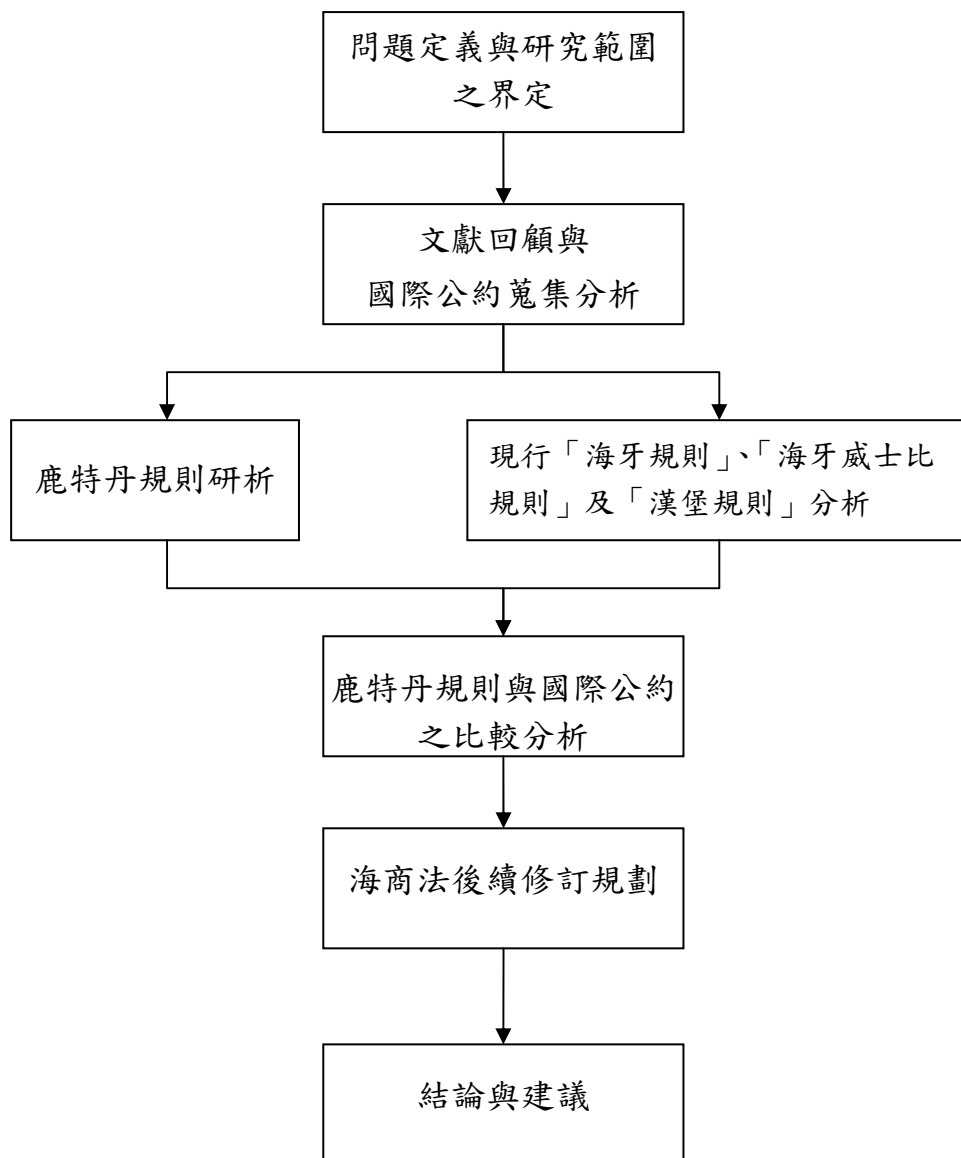 問題定義與研究範圍
之界定
文獻回顧與
國際公約蒐集分析
鹿特丹規則研析
現行「海牙規則」、「海牙威士比
規則」及「漢堡規則」分析
鹿特丹規則與國際公約
之比較分析
海商法後續修訂規劃
結論與建議